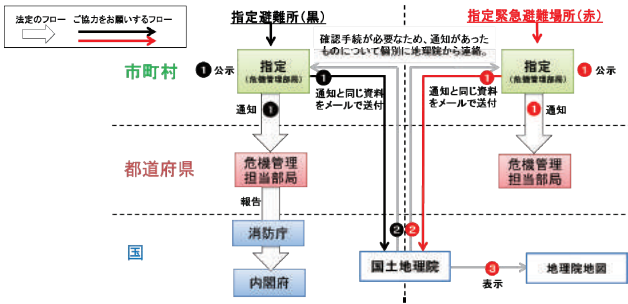 法定のフロー ご協力をお願いするフロー
指定避難所(黒)
指定緊急避難場所(赤)
確認手続が必要なため、通知があった
ものについて個別に地理院から連絡。
市町村
❶公示
指定
(危機管理部局)
❶
通知と同じ資料
をメールで送付
❶
通知と同じ資料
をメールで送付
指定
(危機管理部局)
❶公示
通知 ❶
❶ 通知
都道府県
危機管理
担当部局
危機管理
担当部局
報告
国
消防庁
内閣府
❷ ❷
国土地理院
❸
表示
地理院地図